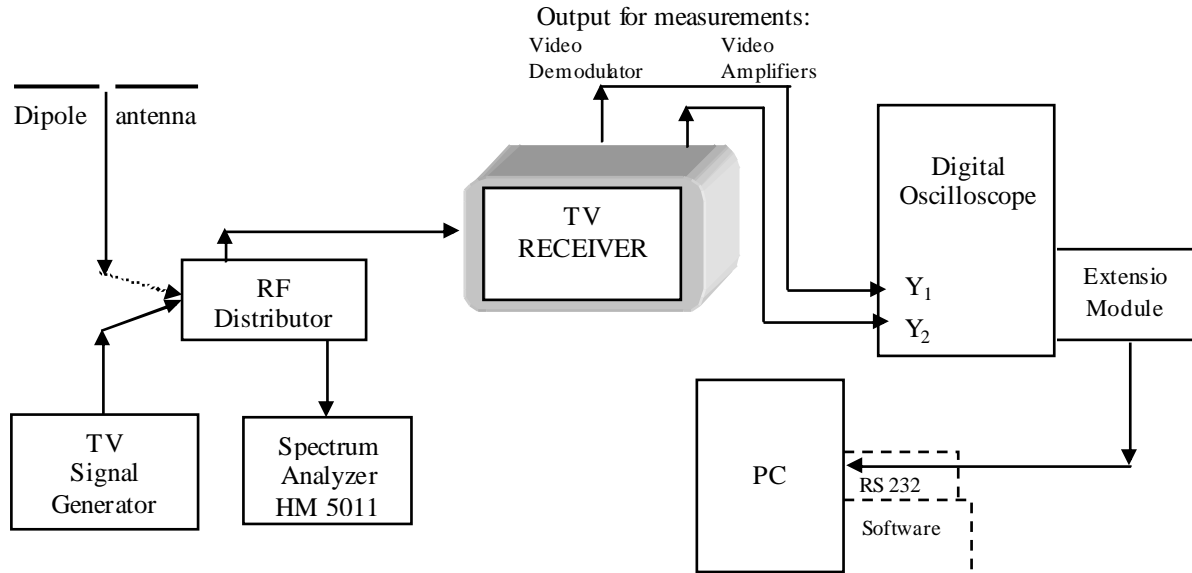 Output for measurements:
Video
Demodulator
Video
Amplifiers
Dipole antenna
Digital
Oscilloscope
TV
RECEIVER
RF
Distributor
Y1
Y2
Extensio
Module
TV
Signal
Generator
Spectrum
Analyzer
HM 5011
PC
RS 232
Software